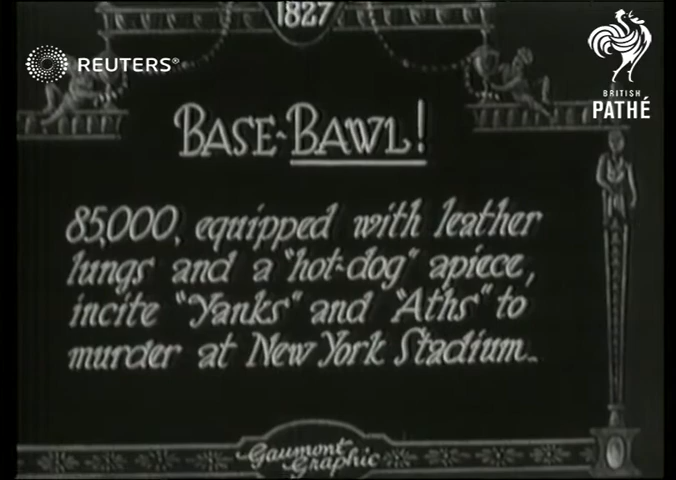 1827
REUTERS®
BRITISH
PATHÉ
BASE-BAWL!
85,000, equipped with leather
lungs and a "hot-dog" apiece,
incite "Yanks" and "Aths" to
murder at New York Stadium.
Gaumont
Graphic